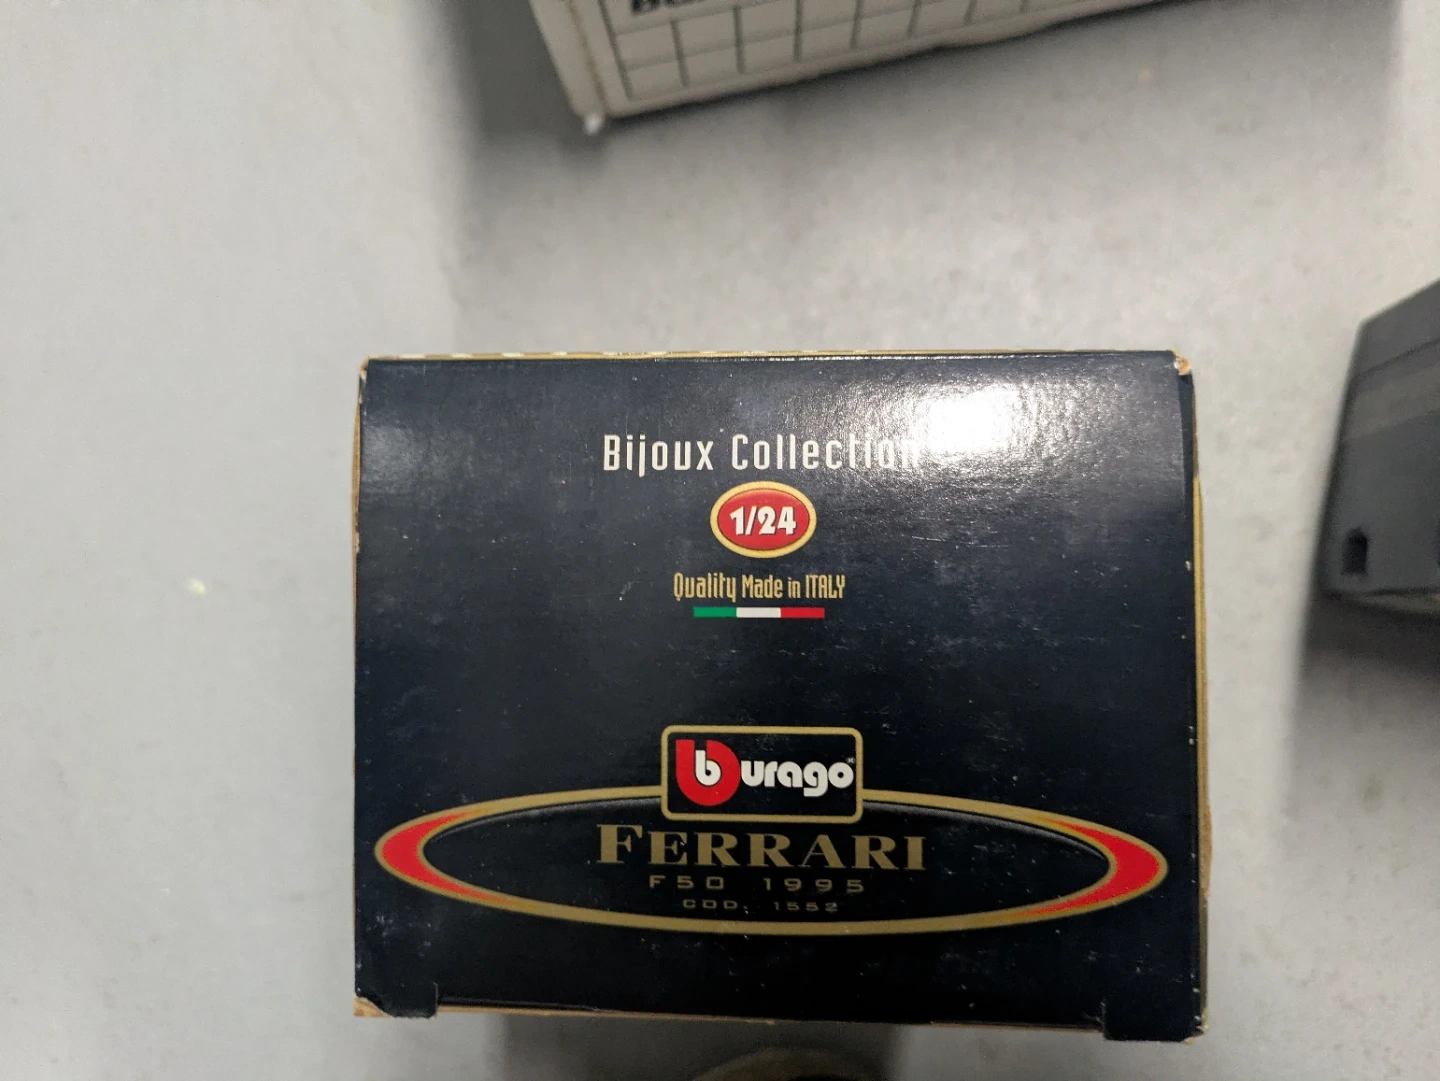 Bijoux Collection
1/24
Quality Made in ITALY
burago
FERRARI
F50 1995
COD. 1552